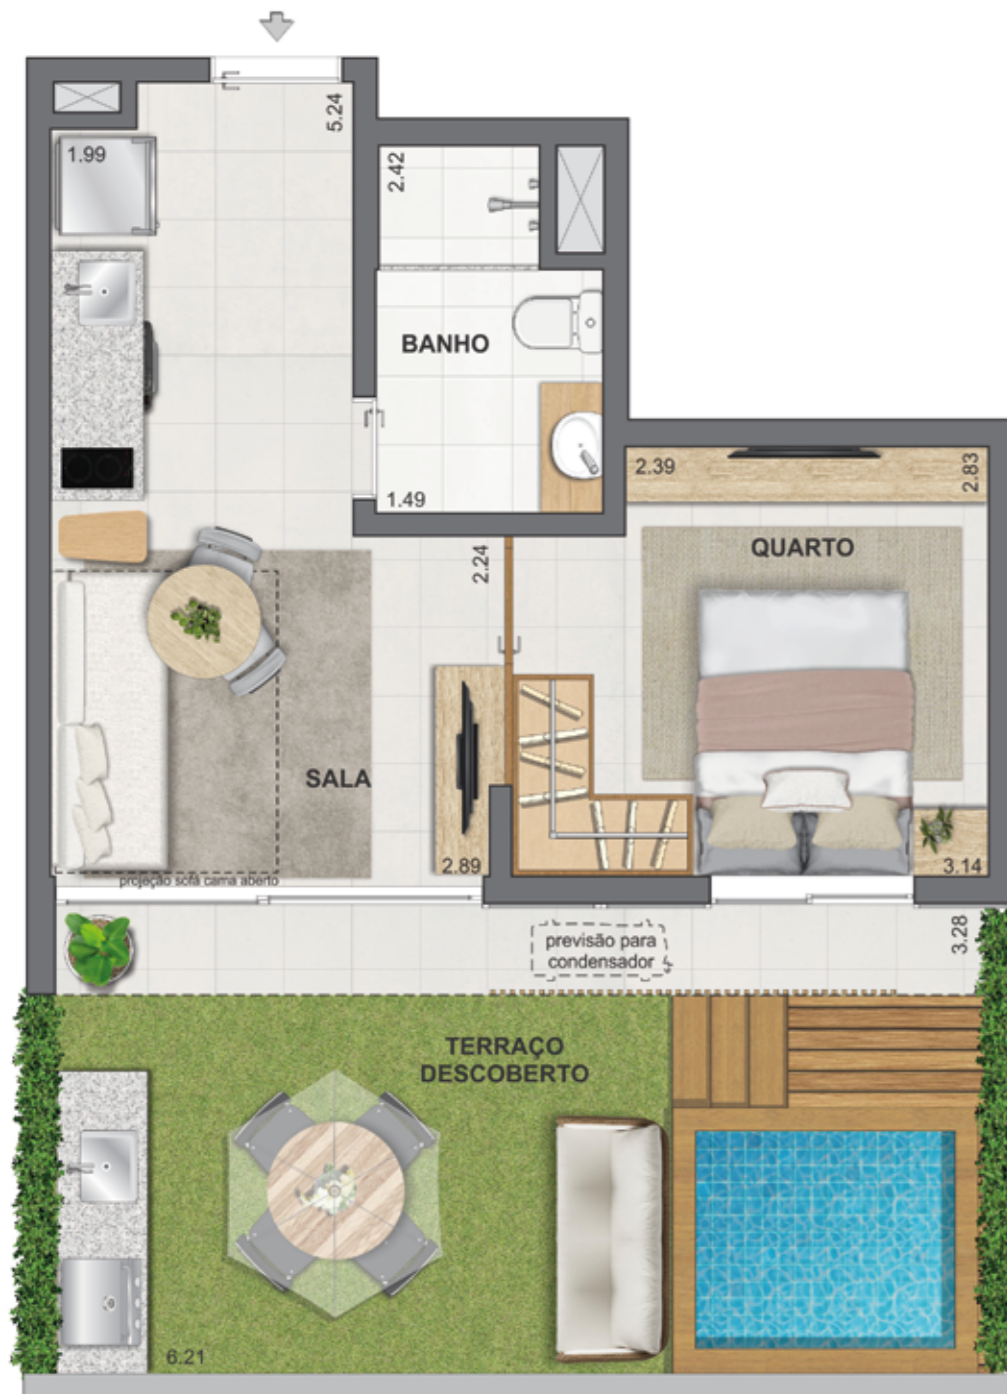 5.24
1.99
2.42
BANHO
1.49
2.39
2.83
QUARTO
2.24
SALA
2.89
3.14
projeção sofá cama aberto
previsão para
condensador
3.28
TERRAÇO
DESCOBERTO
6.21